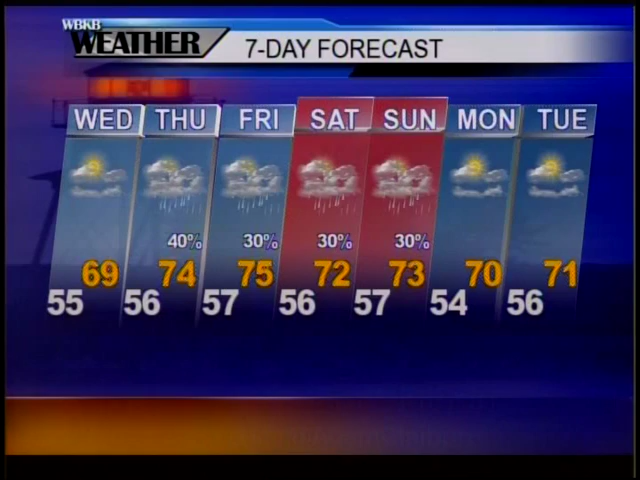 WBKB
WEATHER
7-DAY FORECAST
WED THU FRI SAT SUN MON TUE
40% 30% 30% 30%
69 74 75 72 73 70 71
55 56 57 56 57 54 56